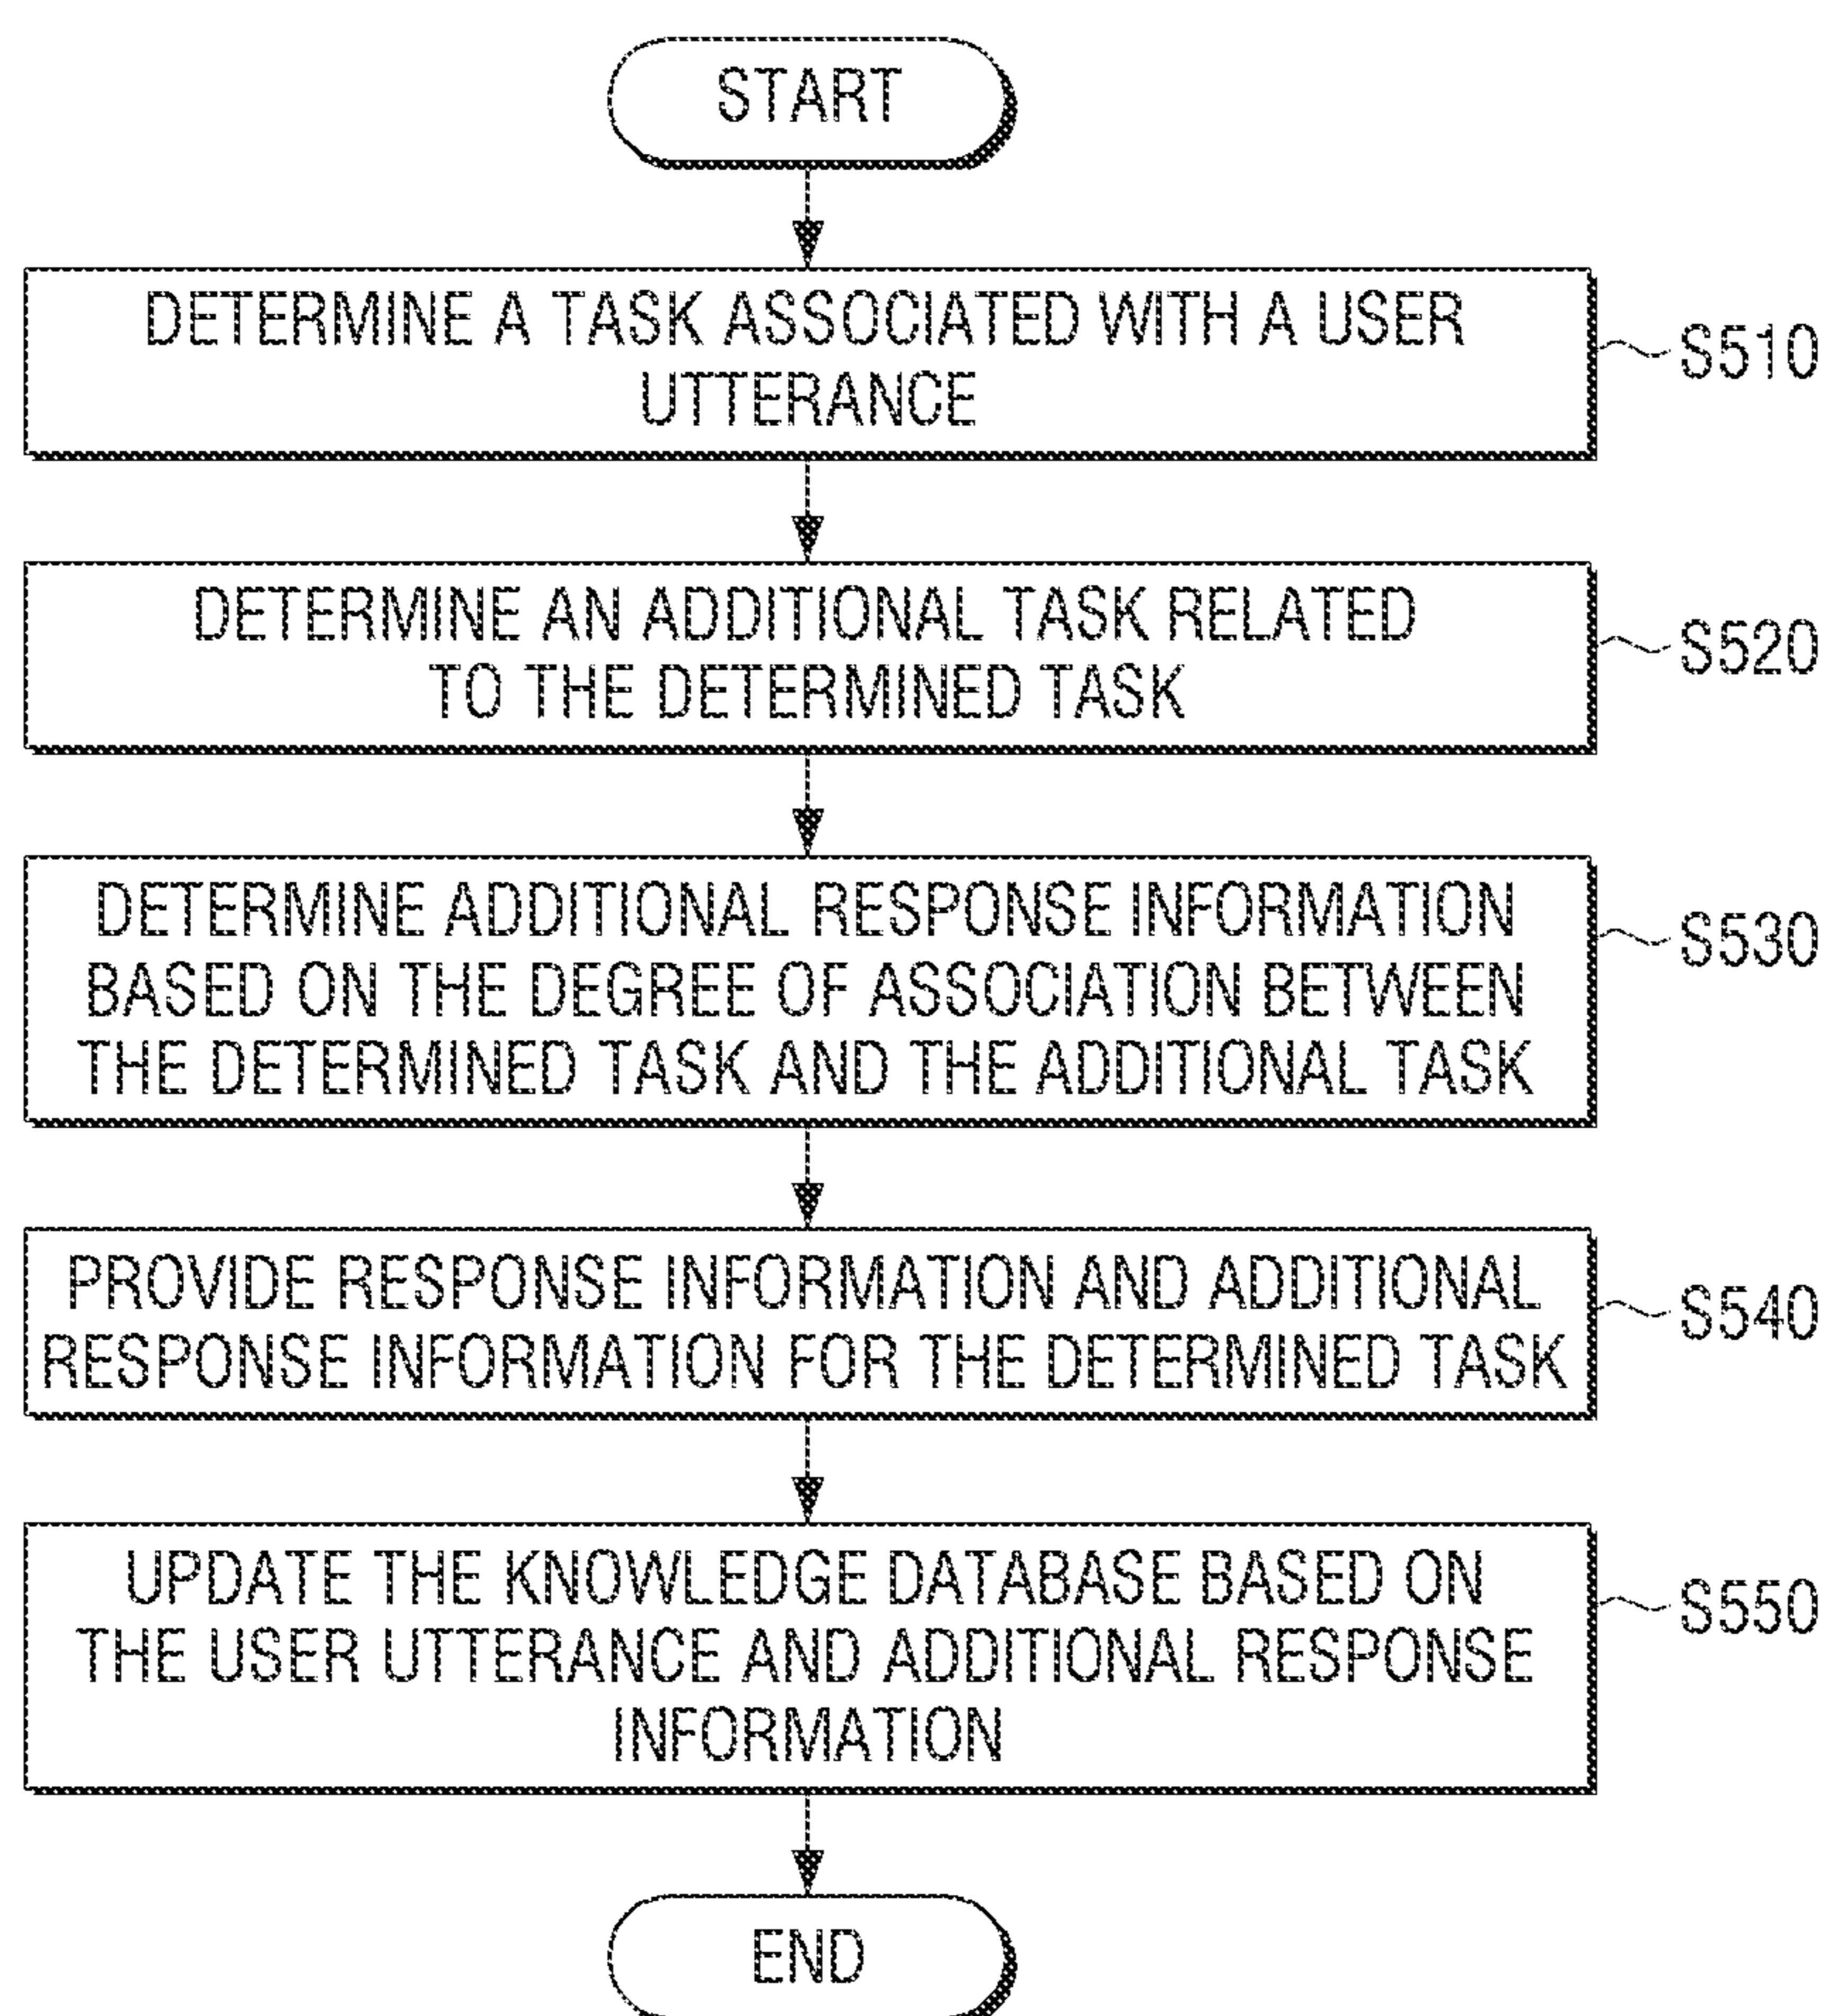 START
DETERMINE A TASK ASSOCIATED WITH A USER
UTTERANCE
S510
DETERMINE AN ADDITIONAL TASK RELATED
TO THE DETERMINED TASK
S520
DETERMINE ADDITIONAL RESPONSE INFORMATION
BASED ON THE DEGREE OF ASSOCIATION BETWEEN
THE DETERMINED TASK AND THE ADDITIONAL TASK
S530
PROVIDE RESPONSE INFORMATION AND ADDITIONAL
RESPONSE INFORMATION FOR THE DETERMINED TASK
S540
UPDATE THE KNOWLEDGE DATABASE BASED ON
THE USER UTTERANCE AND ADDITIONAL RESPONSE
INFORMATION
S550
END